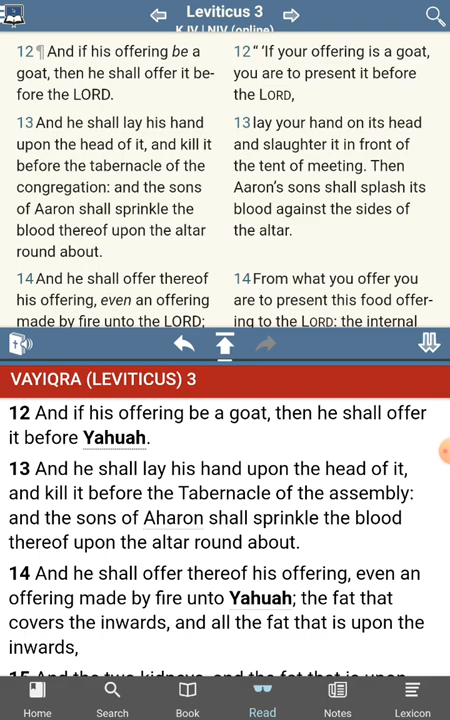 Leviticus 3
KJV | NIV (online)
12 ¶ And if his offering be a
goat, then he shall offer it be-
fore the LORD.
13 And he shall lay his hand
upon the head of it, and kill it
before the tabernacle of the
congregation: and the sons
of Aaron shall sprinkle the
blood thereof upon the altar
round about.
14 And he shall offer thereof
his offering, even an offering
made by fire unto the LORD;
12 “ ‘If your offering is a goat,
you are to present it before
the LORD,
13 lay your hand on its head
and slaughter it in front of
the tent of meeting. Then
Aaron’s sons shall splash its
blood against the sides of
the altar.
14 From what you offer you
are to present this food offer-
ing to the LORD: the internal
VAYIQRA (LEVITICUS) 3
12 And if his offering be a goat, then he shall offer
it before Yahuah.
13 And he shall lay his hand upon the head of it,
and kill it before the Tabernacle of the assembly:
and the sons of Aharon shall sprinkle the blood
thereof upon the altar round about.
14 And he shall offer thereof his offering, even an
offering made by fire unto Yahuah; the fat that
covers the inwards, and all the fat that is upon the
inwards,
15 And the two kidneys, and the fat that is upon
Home
Search
Book
Read
Notes
Lexicon